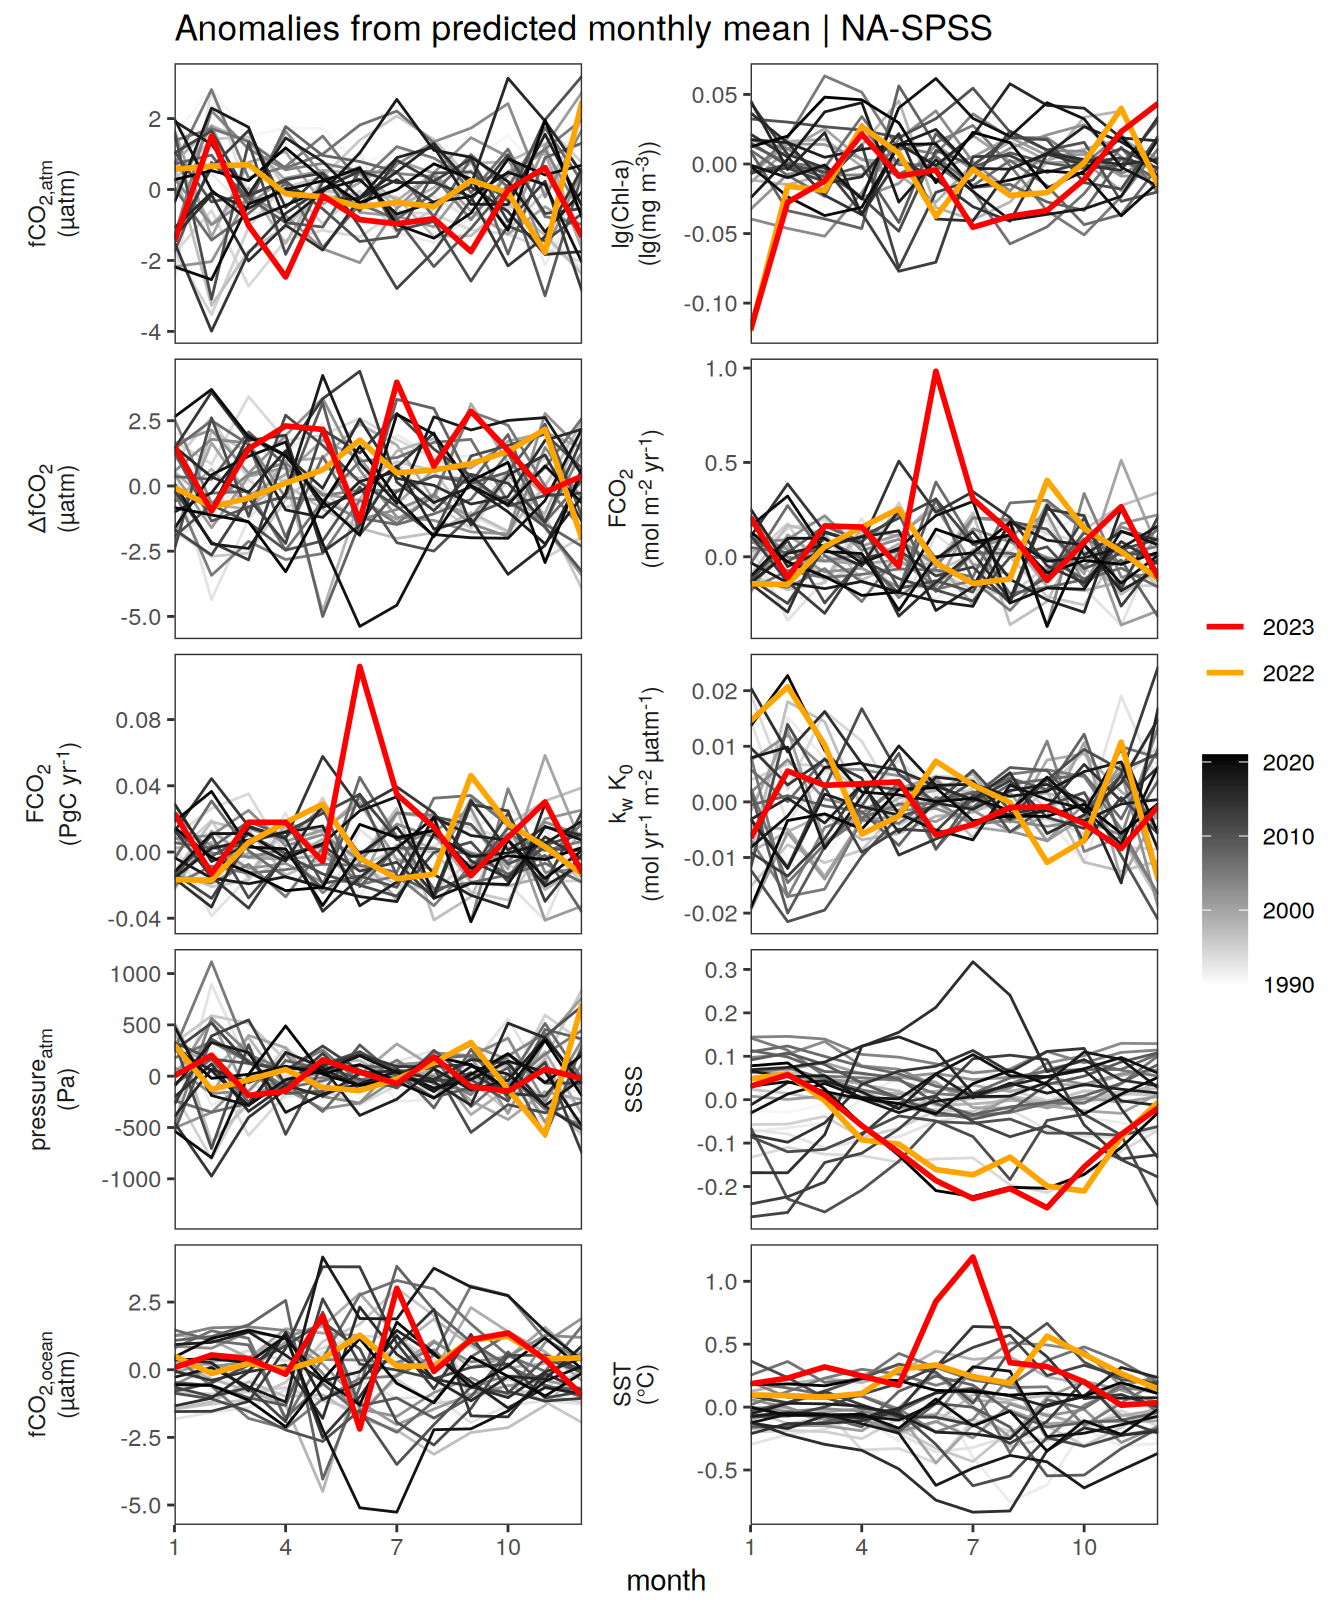 Anomalies from predicted monthly mean | NA-SPSS
fCO2,atm
(µatm)
2
0
-2
-4
lg(Chl-a)
(lg(mg m-3))
0.05
0.00
-0.05
-0.10
ΔfCO2
(µatm)
2.5
0.0
-2.5
-5.0
FCO2
(mol m-2 yr-1)
1.0
0.5
0.0
FCO2
(PgC yr-1)
0.08
0.04
0.00
-0.04
kw K0
(mol yr-1 m-2 µatm-1)
0.02
0.01
0.00
-0.01
-0.02
pressureatm
(Pa)
1000
500
0
-500
-1000
SSS
0.3
0.2
0.1
0.0
-0.1
-0.2
fCO2,ocean
(µatm)
2.5
0.0
-2.5
-5.0
SST
(°C)
1.0
0.5
0.0
-0.5
1 4 7 10
1 4 7 10
month
2023
2022
2020
2010
2000
1990